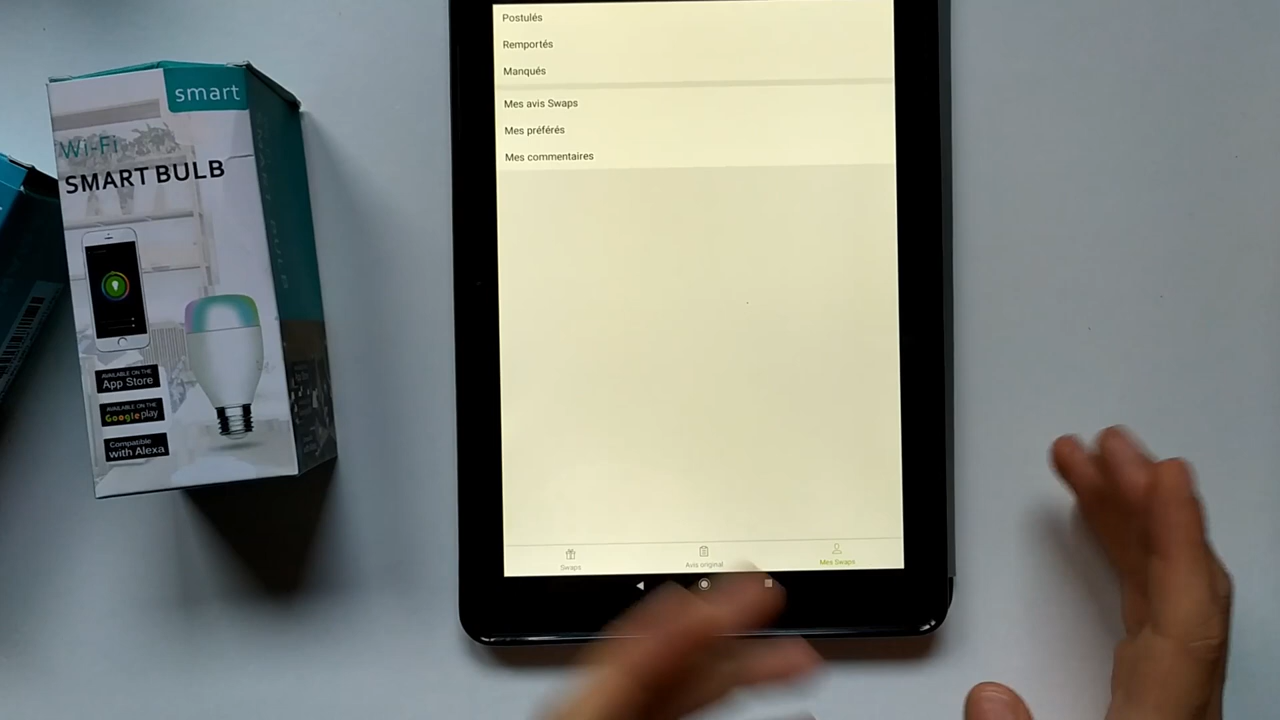 smart
Wi-Fi
SMART BULB
AVAILABLE ON THE
App Store
AVAILABLE ON THE
Google play
Compatible
with Alexa
Postulés
Remportés
Manqués
Mes avis Swaps
Mes préférés
Mes commentaires
Swaps
Avis original
Mes Swaps